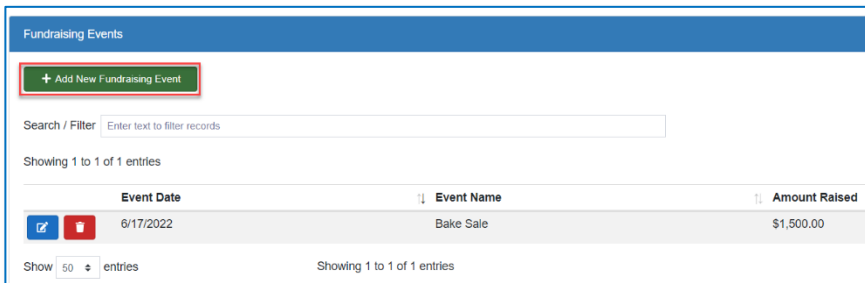 Fundraising Events
+ Add New Fundraising Event
Search / Filter Enter text to filter records
Showing 1 to 1 of 1 entries
Event Date Event Name Amount Raised
6/17/2022 Bake Sale $1,500.00
Show 50 entries Showing 1 to 1 of 1 entries